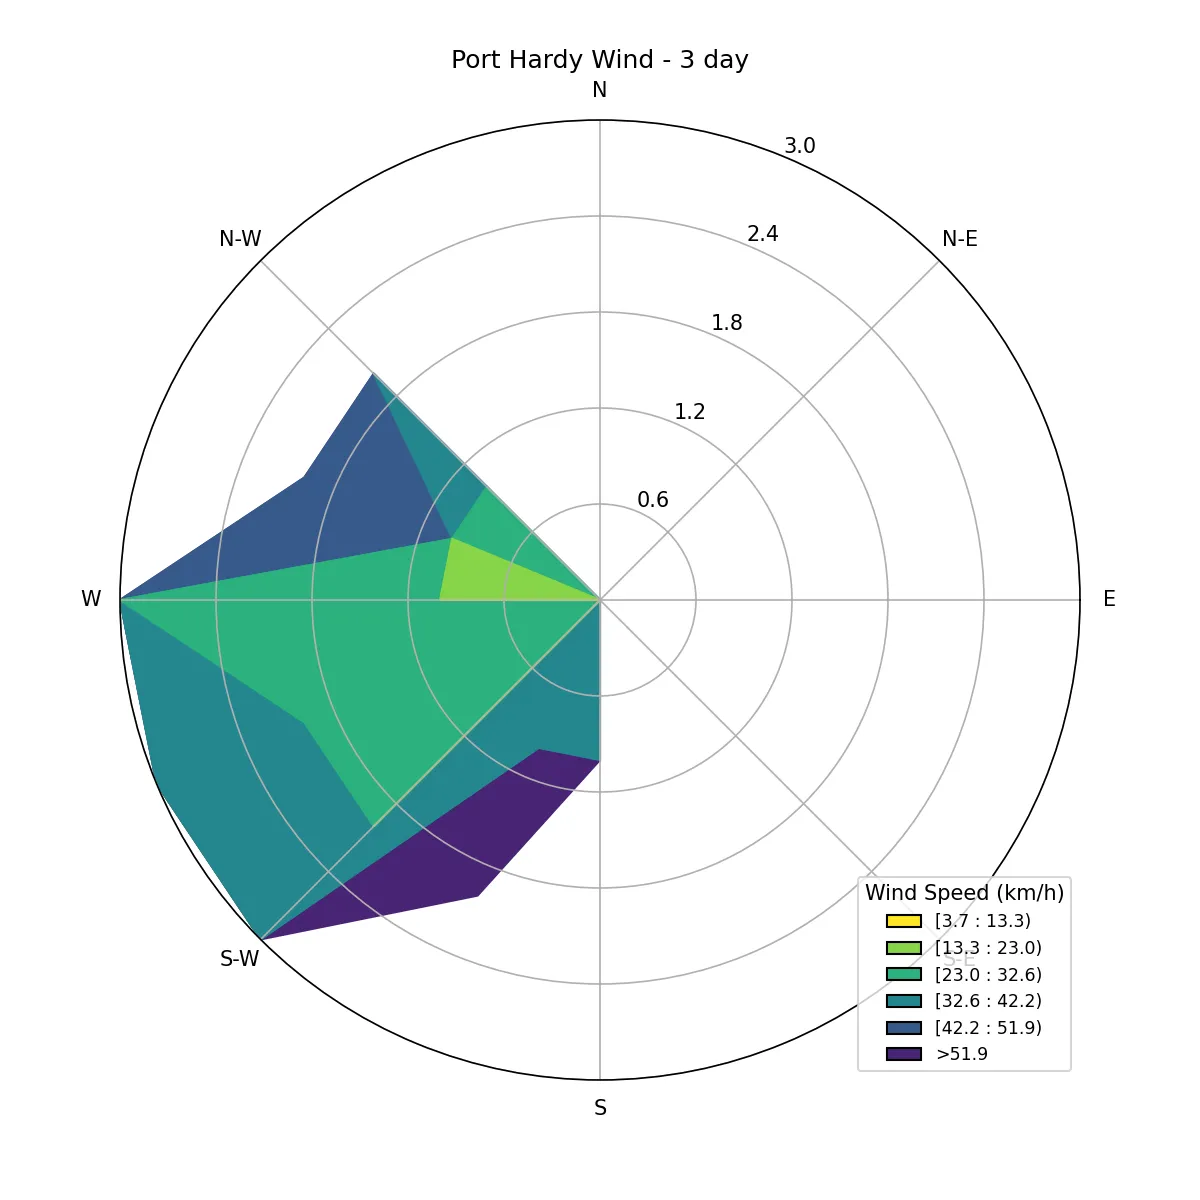 Port Hardy Wind - 3 day
N
3.0
N-W
N-E
2.4
1.8
1.2
0.6
W
E
S-W
S-E
S
Wind Speed (km/h)
[3.7 : 13.3)
[13.3 : 23.0)
[23.0 : 32.6)
[32.6 : 42.2)
[42.2 : 51.9)
>51.9